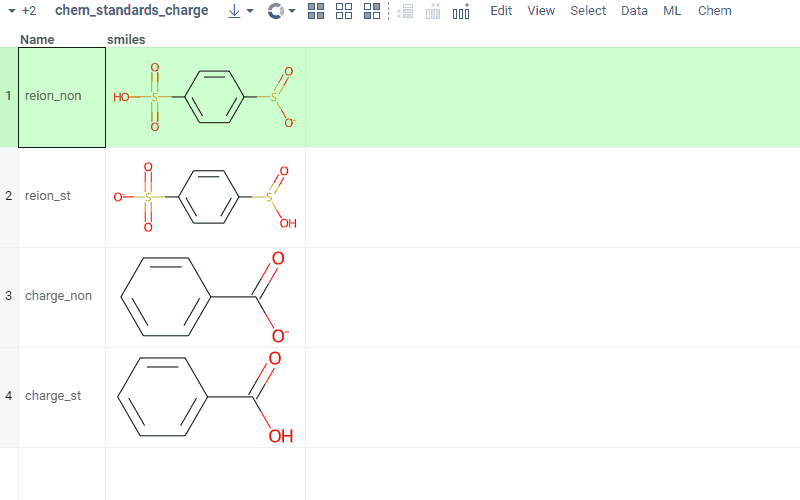 +2 chem_standards_charge Edit View Select Data ML Chem
Name smiles
1 reion_non HO S O O S O O⁻
2 reion_st O⁻ S O O S O OH
3 charge_non O O⁻
4 charge_st O OH